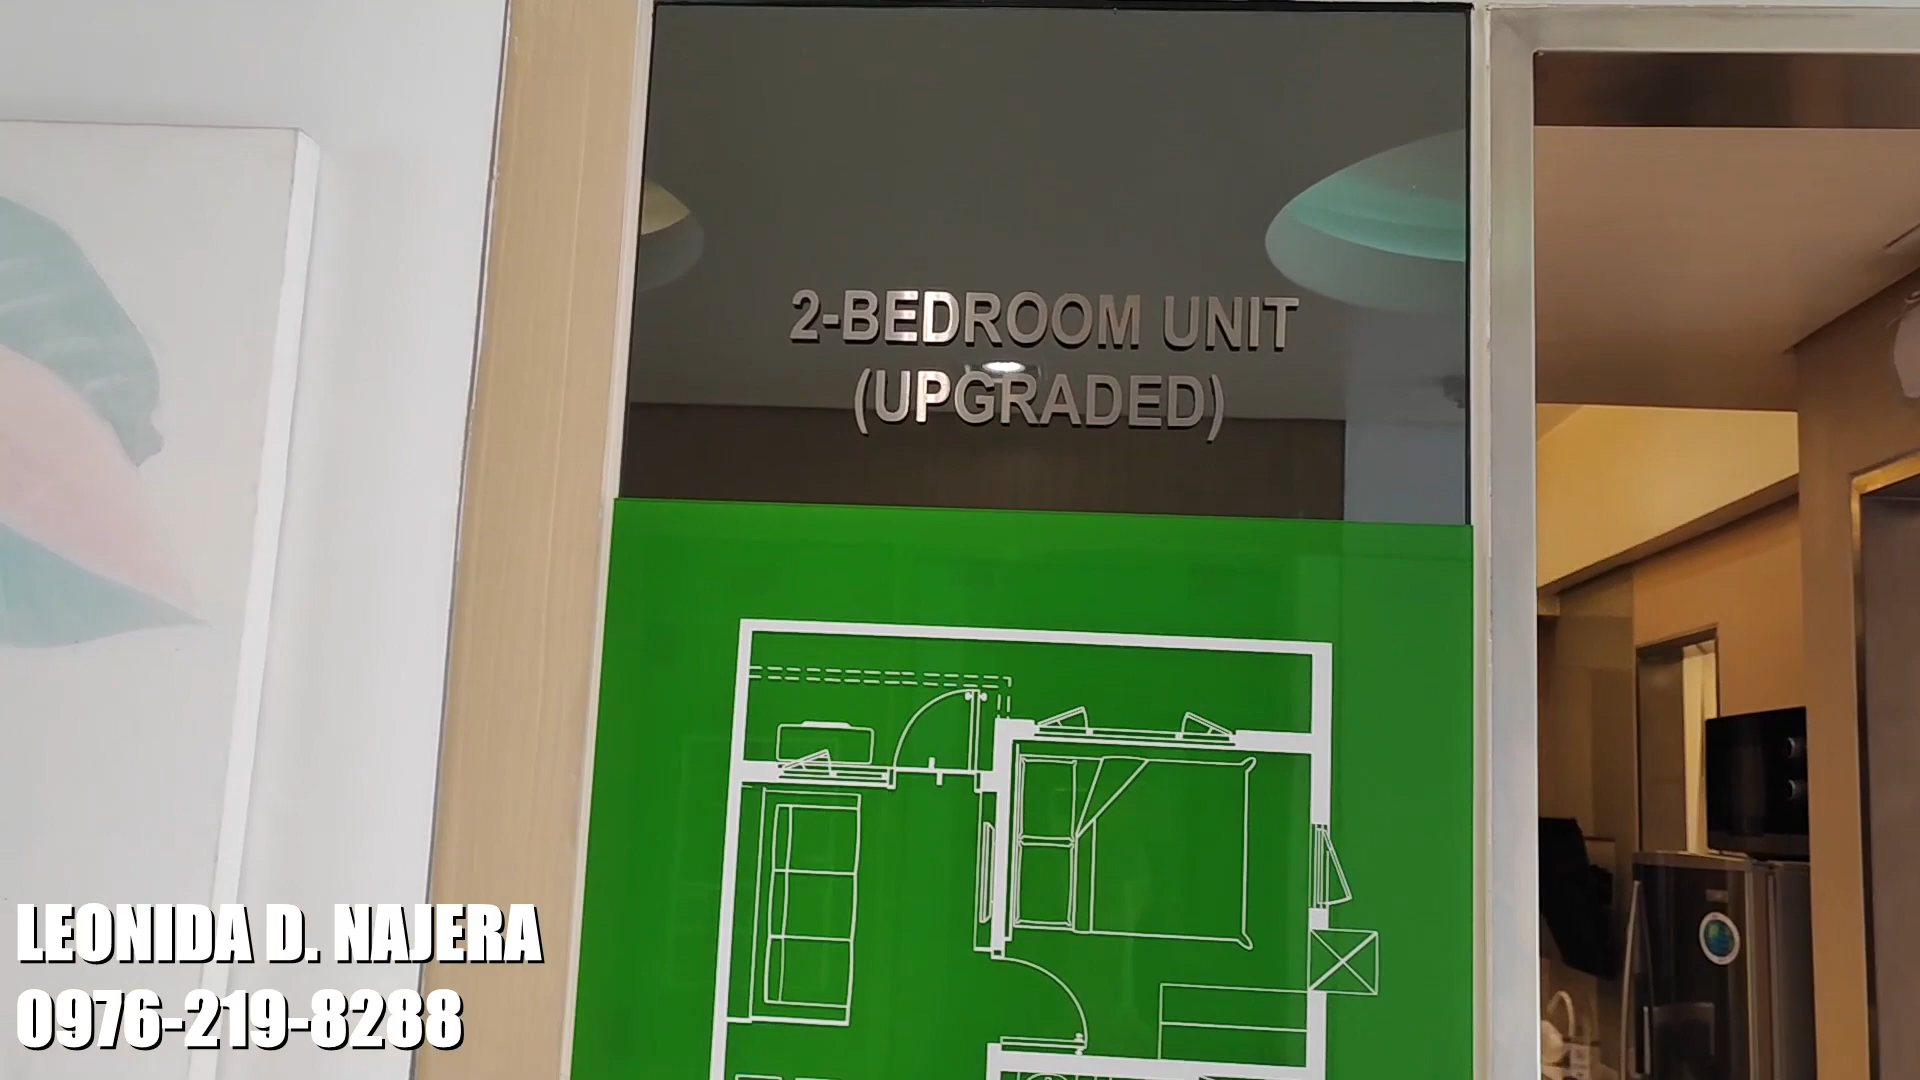 2-BEDROOM UNIT
(UPGRADED)
LEONIDA D. NAJERA
0976-219-8288